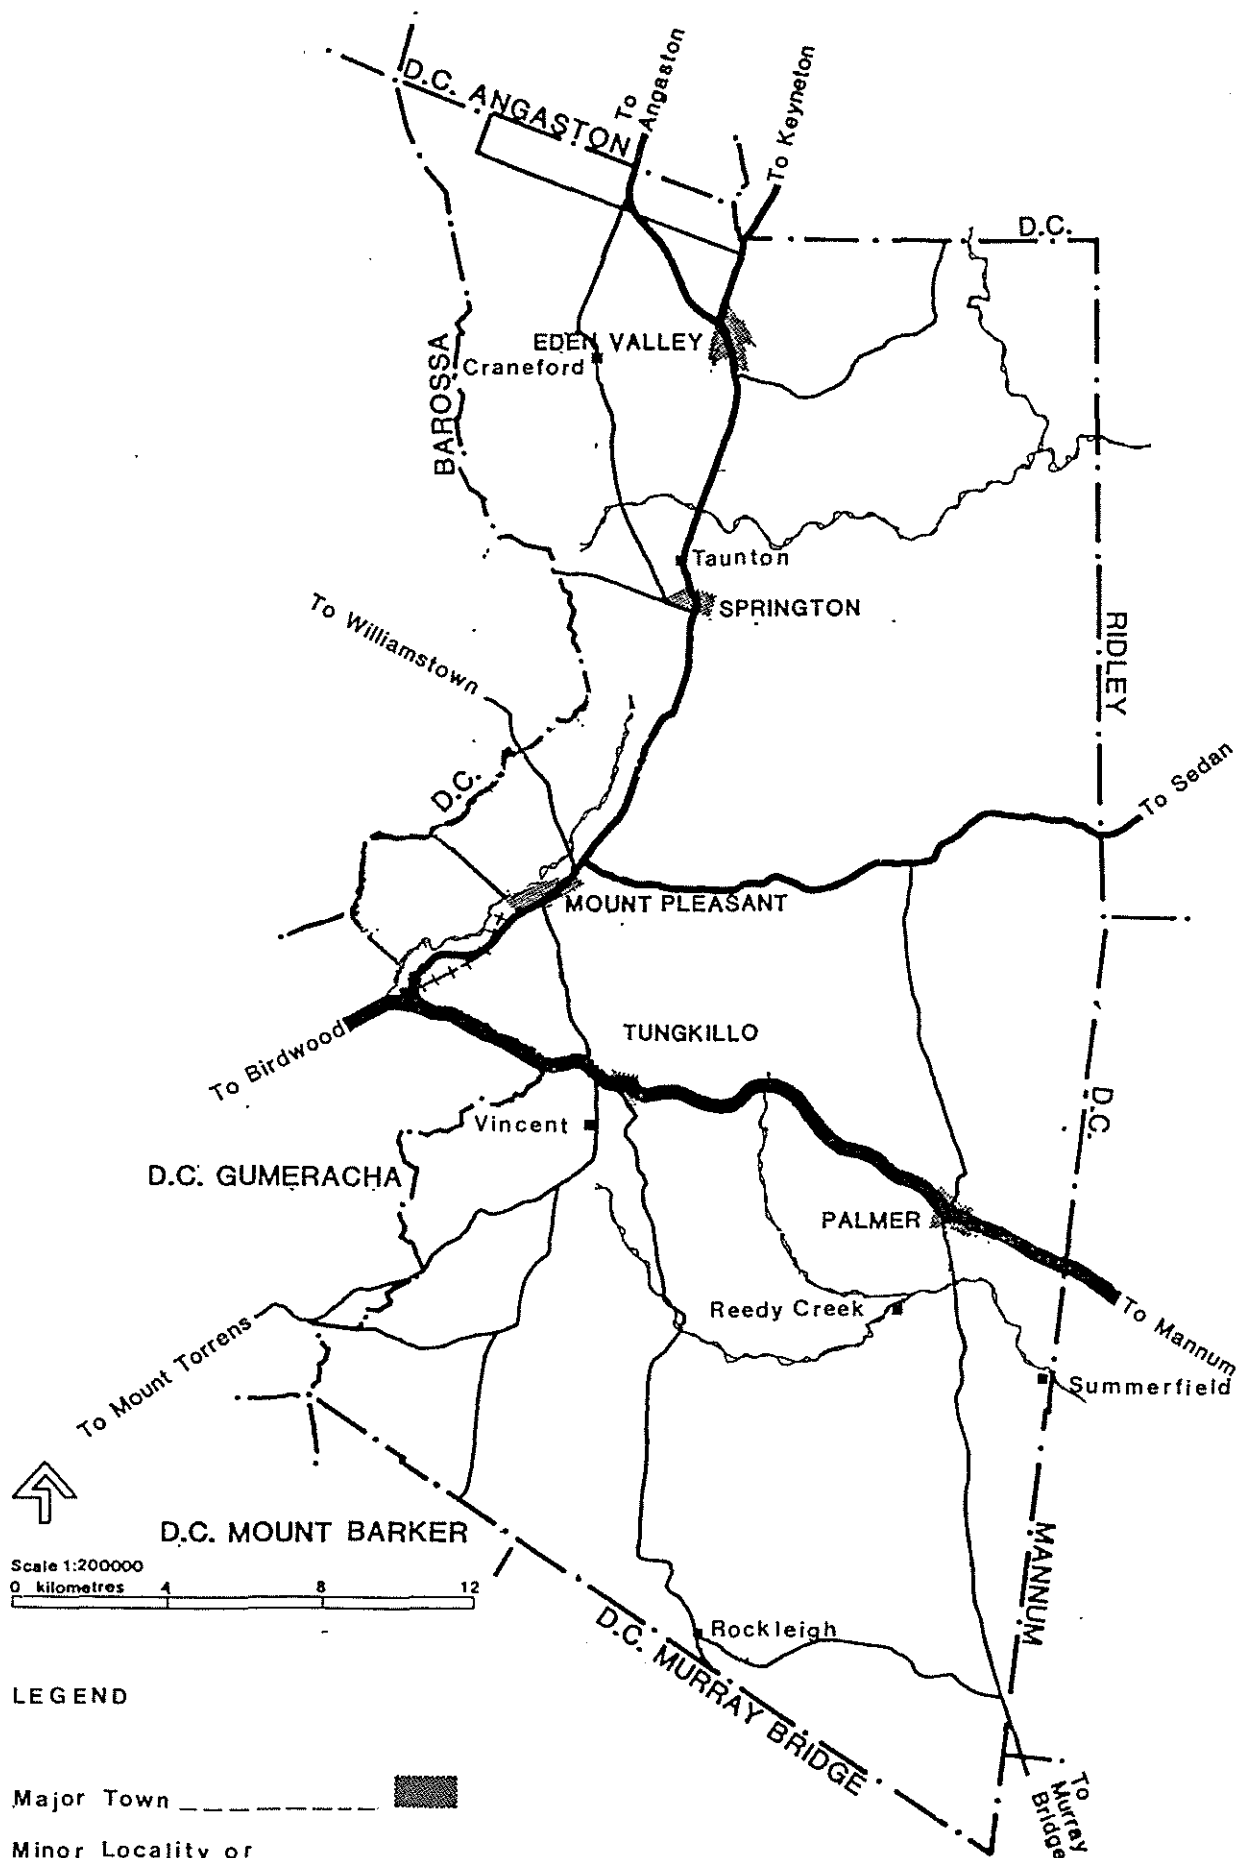 D.C. ANGASTON
To
Angaston
To Keyneton
D.C.
BAROSSA
EDEN VALLEY
Craneford
Taunton
SPRINGTON
To Williamstown
RIDLEY
D.C.
To Sedan
MOUNT PLEASANT
TUNGKILLO
To Birdwood
D.C.
Vincent
D.C. GUMERACHA
PALMER
Reedy Creek
To Mannum
To Mount Torrens
Summerfield
D.C. MOUNT BARKER
MANNUM
Scale 1:200000
0 kilometres 4 8 12
Rockleigh
D.C. MURRAY BRIDGE
LEGEND
To
Murray
Bridge
Major Town
Minor Locality or